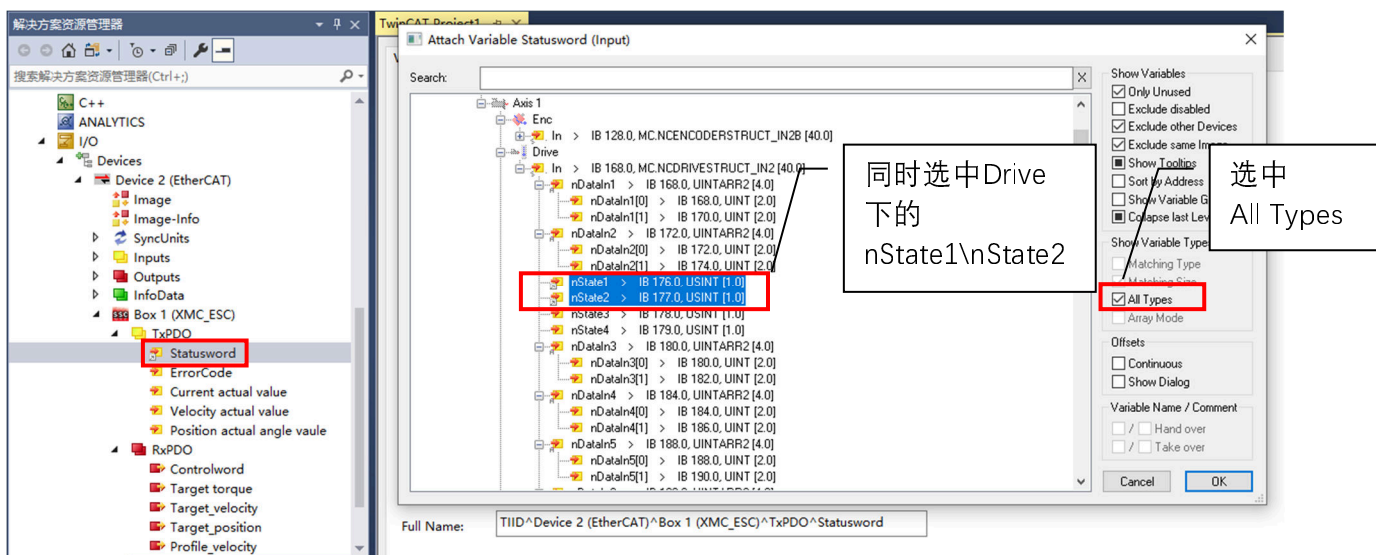 解决方案资源管理器
搜索解决方案资源管理器(Ctrl+;)
C++
ANALYTICS
I/O
Devices
Device 2 (EtherCAT)
Image
Image-Info
SyncUnits
Inputs
Outputs
InfoData
Box 1 (XMC_ESC)
TxPDO
Statusword
ErrorCode
Current actual value
Velocity actual value
Position actual angle vaule
RxPDO
Controlword
Target torque
Target_velocity
Target_position
Profile_velocity
TwinCAT Project1
Attach Variable Statusword (Input)
Search:
Axis 1
Enc
In > IB 128.0, MC.NCENCODERSTRUCT_IN2B [40.0]
Drive
In > IB 168.0, MC.NCDRIVESTRUCT_IN2 [40.0]
nDataIn1 > IB 168.0, UINTARR2 [4.0]
nDataIn1[0] > IB 168.0, UINT [2.0]
nDataIn1[1] > IB 170.0, UINT [2.0]
nDataIn2 > IB 172.0, UINTARR2 [4.0]
nDataIn2[0] > IB 172.0, UINT [2.0]
nDataIn2[1] > IB 174.0, UINT [2.0]
nState1 > IB 176.0, USINT [1.0]
nState2 > IB 177.0, USINT [1.0]
nState3 > IB 178.0, USINT [1.0]
nState4 > IB 179.0, USINT [1.0]
nDataIn3 > IB 180.0, UINTARR2 [4.0]
nDataIn3[0] > IB 180.0, UINT [2.0]
nDataIn3[1] > IB 182.0, UINT [2.0]
nDataIn4 > IB 184.0, UINTARR2 [4.0]
nDataIn4[0] > IB 184.0, UINT [2.0]
nDataIn4[1] > IB 186.0, UINT [2.0]
nDataIn5 > IB 188.0, UINTARR2 [4.0]
nDataIn5[0] > IB 188.0, UINT [2.0]
nDataIn5[1] > IB 190.0, UINT [2.0]
同时选中Drive
下的
nState1\nState2
Show Variables
Only Unused
Exclude disabled
Exclude other Devices
Exclude same Image
Show Tooltips
Sort by Address
Show Variable G
Collapse last Lev
Show Variable Types
Matching Type
Matching Size
All Types
Array Mode
Offsets
Continuous
Show Dialog
Variable Name / Comment
/ Hand over
/ Take over
Cancel
OK
选中
All Types
Full Name:
TIID^Device 2 (EtherCAT)^Box 1 (XMC_ESC)^TxPDO^Statusword